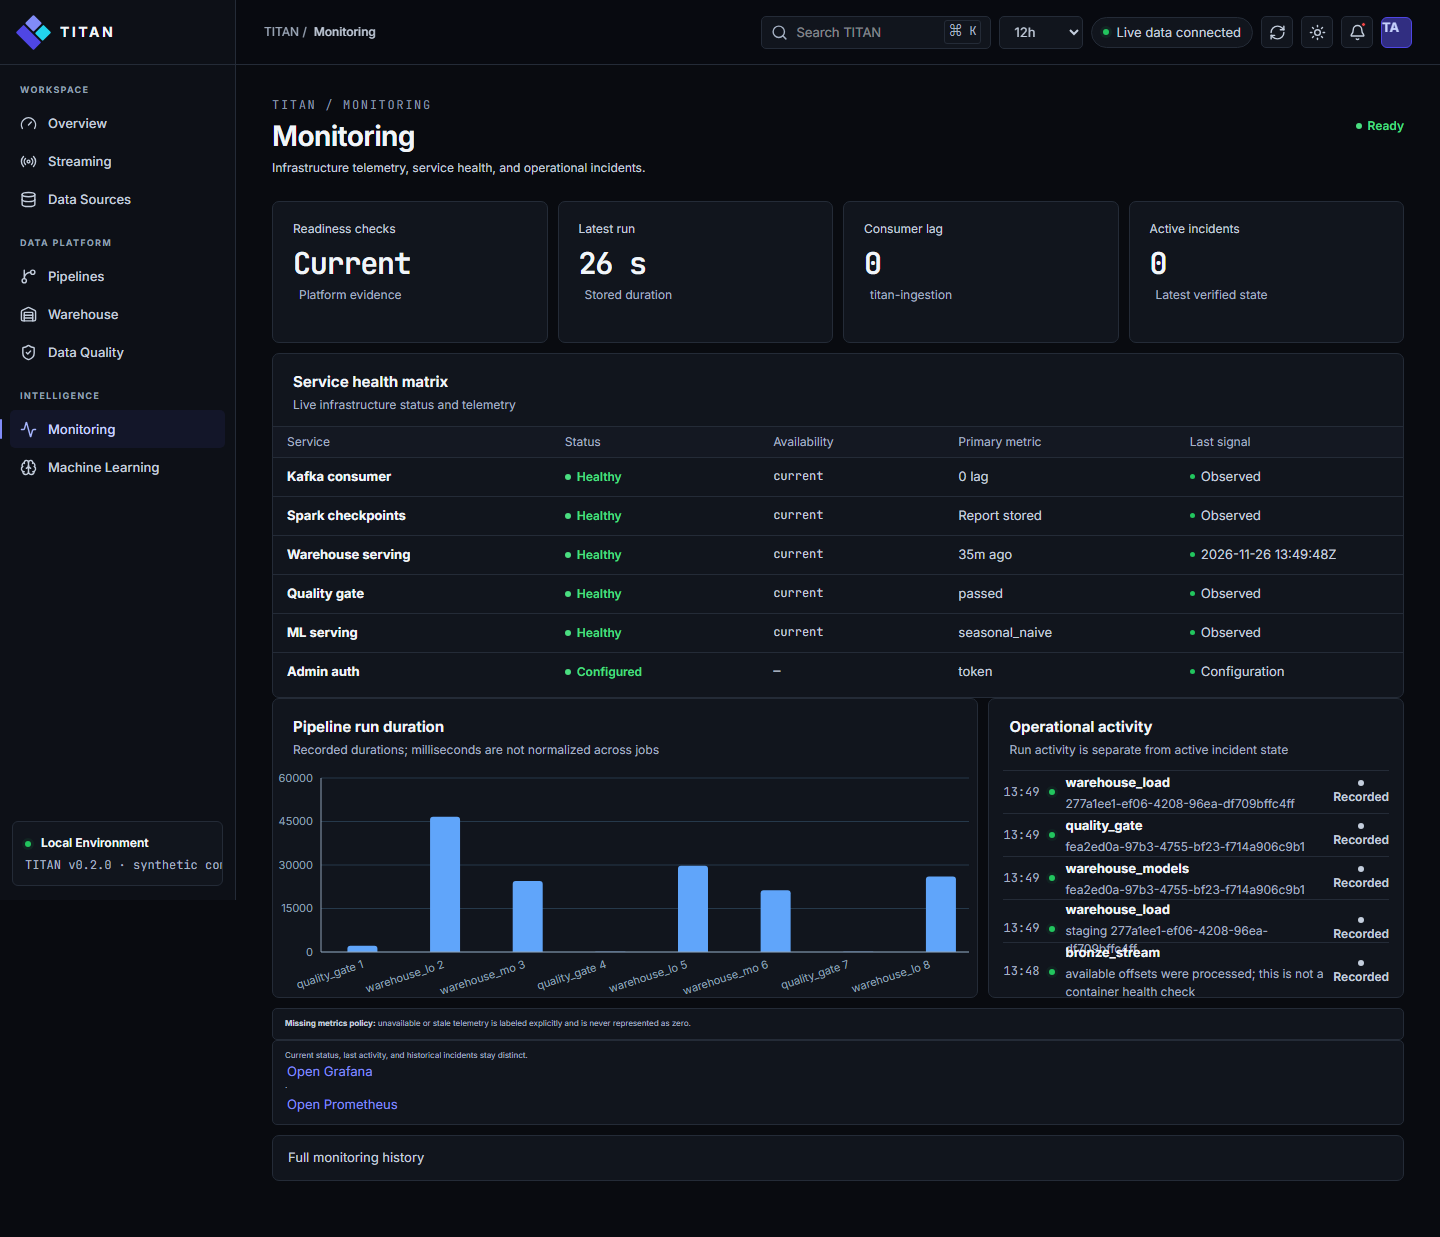 TITAN
TITAN / Monitoring
Search TITAN
⌘ K
12h
Live data connected
TA
WORKSPACE
Overview
Streaming
Data Sources
DATA PLATFORM
Pipelines
Warehouse
Data Quality
INTELLIGENCE
Monitoring
Machine Learning
Local Environment
TITAN v0.2.0 · synthetic
TITAN / MONITORING
Monitoring
Ready
Infrastructure telemetry, service health, and operational incidents.
Readiness checks
Current
Platform evidence
Latest run
26 s
Stored duration
Consumer lag
0
titan-ingestion
Active incidents
0
Latest verified state
Service health matrix
Live infrastructure status and telemetry
Service Status Availability Primary metric Last signal
Kafka consumer Healthy current 0 lag Observed
Spark checkpoints Healthy current Report stored Observed
Warehouse serving Healthy current 35m ago 2026-11-26 13:49:48Z
Quality gate Healthy current passed Observed
ML serving Healthy current seasonal_naive Observed
Admin auth Configured — token Configuration
Pipeline run duration
Recorded durations; milliseconds are not normalized across jobs
60000
45000
30000
15000
0
quality_gate 1
warehouse_lo 2
warehouse_mo 3
quality_gate 4
warehouse_lo 5
warehouse_mo 6
quality_gate 7
warehouse_lo 8
Operational activity
Run activity is separate from active incident state
13:49 warehouse_load Recorded
277a1ee1-ef06-4208-96ea-df709bffc4ff
13:49 quality_gate Recorded
fea2ed0a-97b3-4755-bf23-f714a906c9b1
13:49 warehouse_models Recorded
fea2ed0a-97b3-4755-bf23-f714a906c9b1
13:49 warehouse_load Recorded
staging 277a1ee1-ef06-4208-96ea-
df709bffc4ff
13:48 bronze_stream Recorded
available offsets were processed; this is not a
container health check
Missing metrics policy: unavailable or stale telemetry is labeled explicitly and is never represented as zero.
Current status, last activity, and historical incidents stay distinct.
Open Grafana
·
Open Prometheus
Full monitoring history